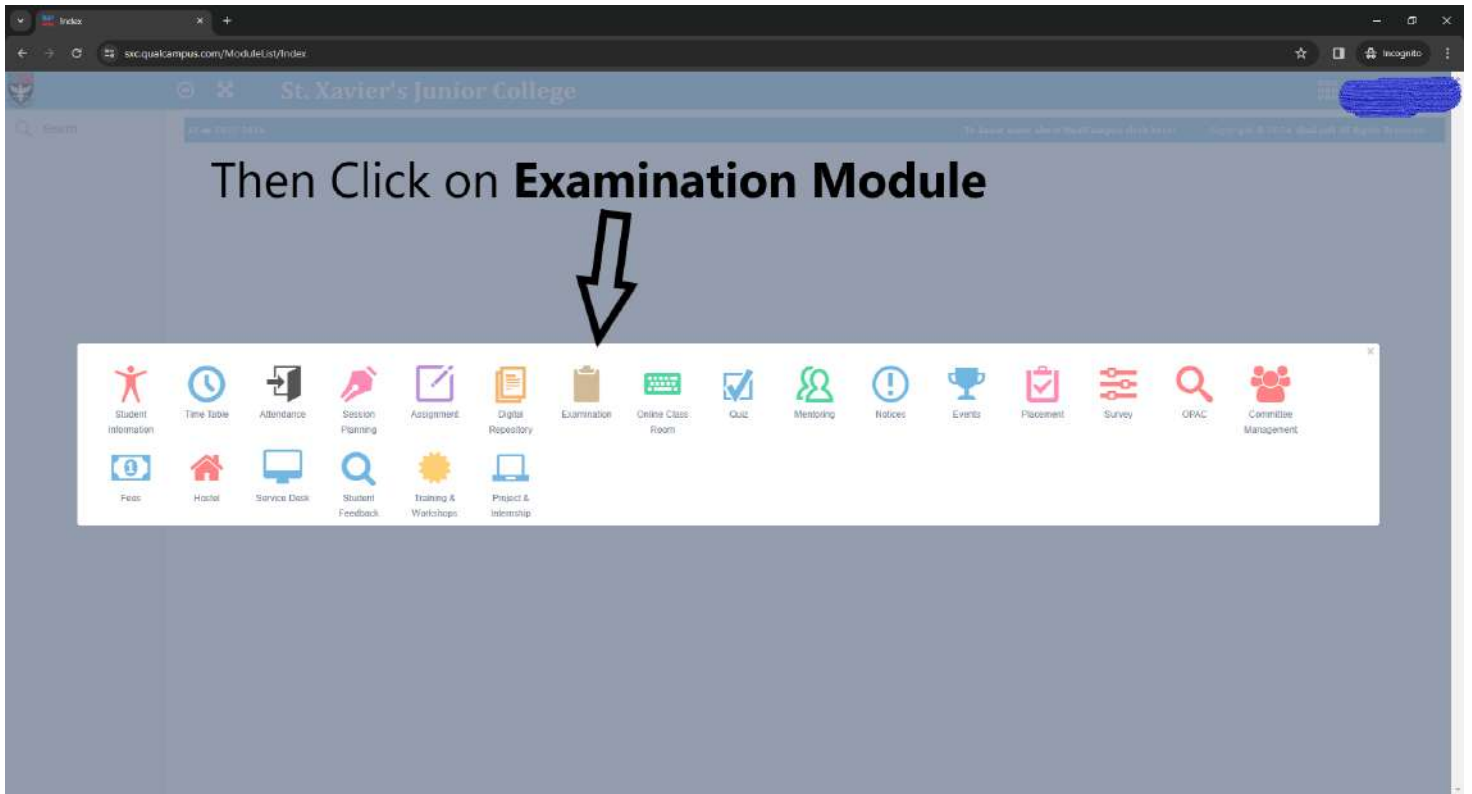 Index
sxc.qualcampus.com/ModuleList/Index
Incognito
St. Xavier's Junior College
Search
Then Click on Examination Module
Student Information
Time Table
Attendance
Session Planning
Assignment
Digital Repository
Examination
Online Class Room
Quiz
Mentoring
Notices
Events
Placement
Survey
OPAC
Committee Management
Fees
Hostel
Service Desk
Student Feedback
Training & Workshops
Project & Internship